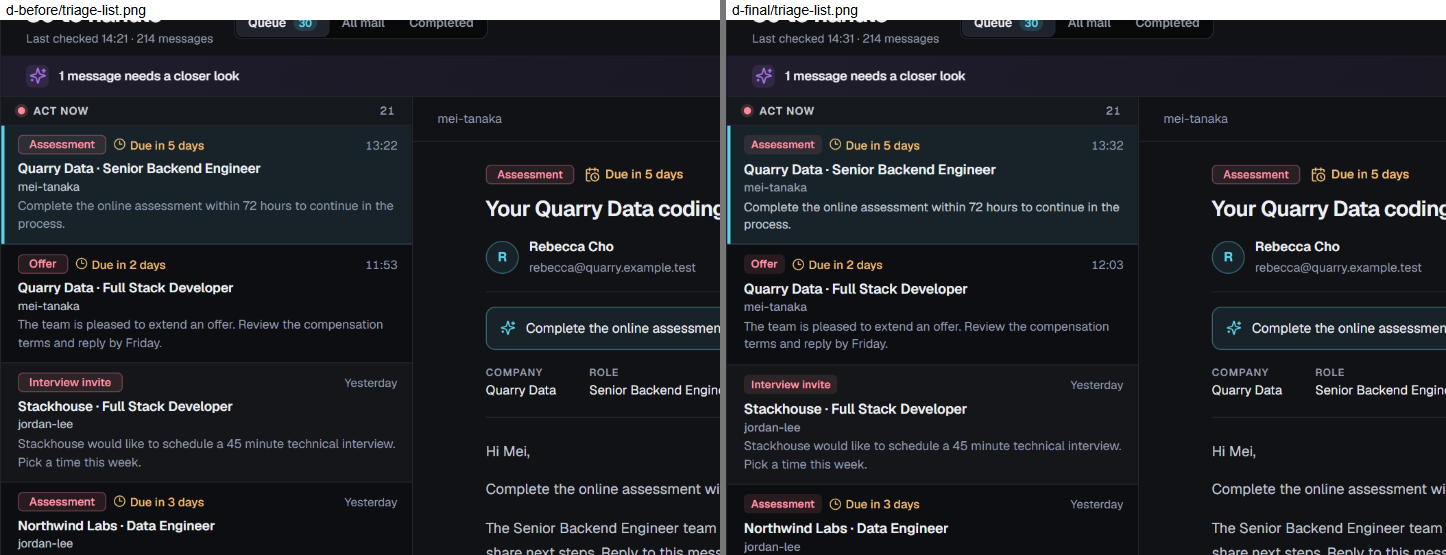 d-before/triage-list.png
Queue 30 All mail Completed
Last checked 14:21 · 214 messages
1 message needs a closer look
ACT NOW 21
Assessment Due in 5 days 13:22
Quarry Data · Senior Backend Engineer
mei-tanaka
Complete the online assessment within 72 hours to continue in the
process.
Offer Due in 2 days 11:53
Quarry Data · Full Stack Developer
mei-tanaka
The team is pleased to extend an offer. Review the compensation
terms and reply by Friday.
Interview invite Yesterday
Stackhouse · Full Stack Developer
jordan-lee
Stackhouse would like to schedule a 45 minute technical interview.
Pick a time this week.
Assessment Due in 3 days Yesterday
Northwind Labs · Data Engineer
jordan-lee
mei-tanaka
Assessment Due in 5 days
Your Quarry Data coding
R
Rebecca Cho
rebecca@quarry.example.test
Complete the online assessmen
COMPANY ROLE
Quarry Data Senior Backend Engine
Hi Mei,
Complete the online assessment wi
The Senior Backend Engineer team
share next steps. Reply to this mess
d-final/triage-list.png
Queue 30 All mail Completed
Last checked 14:31 · 214 messages
1 message needs a closer look
ACT NOW 21
Assessment Due in 5 days 13:32
Quarry Data · Senior Backend Engineer
mei-tanaka
Complete the online assessment within 72 hours to continue in the
process.
Offer Due in 2 days 12:03
Quarry Data · Full Stack Developer
mei-tanaka
The team is pleased to extend an offer. Review the compensation
terms and reply by Friday.
Interview invite Yesterday
Stackhouse · Full Stack Developer
jordan-lee
Stackhouse would like to schedule a 45 minute technical interview.
Pick a time this week.
Assessment Due in 3 days Yesterday
Northwind Labs · Data Engineer
jordan-lee
mei-tanaka
Assessment Due in 5 days
Your Quarry Data coding
R
Rebecca Cho
rebecca@quarry.example.test
Complete the online assessmen
COMPANY ROLE
Quarry Data Senior Backend Engine
Hi Mei,
Complete the online assessment wi
The Senior Backend Engineer team
share next steps. Reply to this mess